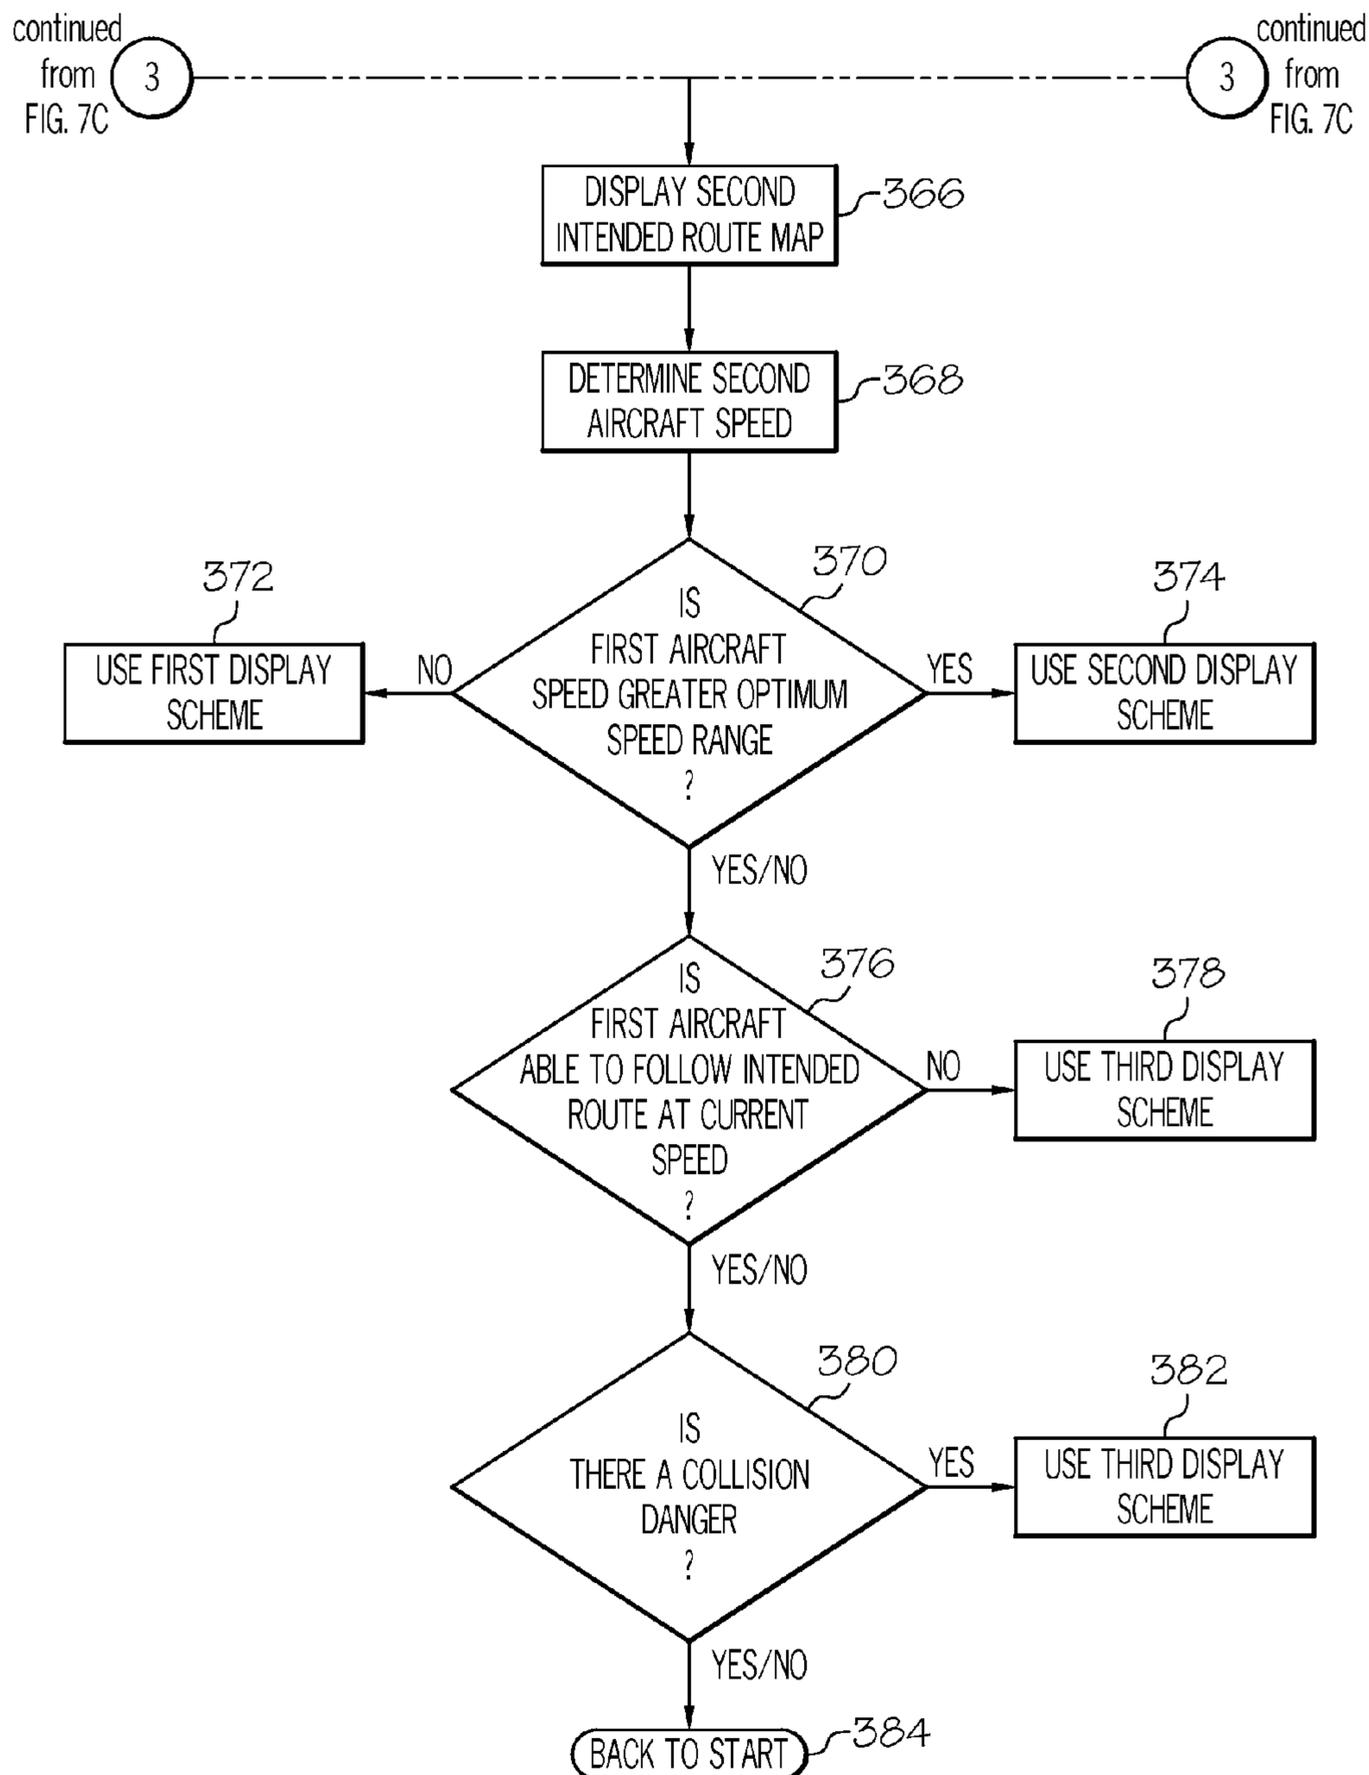 continued
from
FIG. 7C
3
3
continued
from
FIG. 7C
DISPLAY SECOND
INTENDED ROUTE MAP
366
DETERMINE SECOND
AIRCRAFT SPEED
368
370
372
374
IS
FIRST AIRCRAFT
SPEED GREATER OPTIMUM
SPEED RANGE
?
NO
USE FIRST DISPLAY
SCHEME
YES
USE SECOND DISPLAY
SCHEME
YES/NO
376
378
IS
FIRST AIRCRAFT
ABLE TO FOLLOW INTENDED
ROUTE AT CURRENT
SPEED
?
NO
USE THIRD DISPLAY
SCHEME
YES/NO
380
382
IS
THERE A COLLISION
DANGER
?
YES
USE THIRD DISPLAY
SCHEME
YES/NO
BACK TO START
384